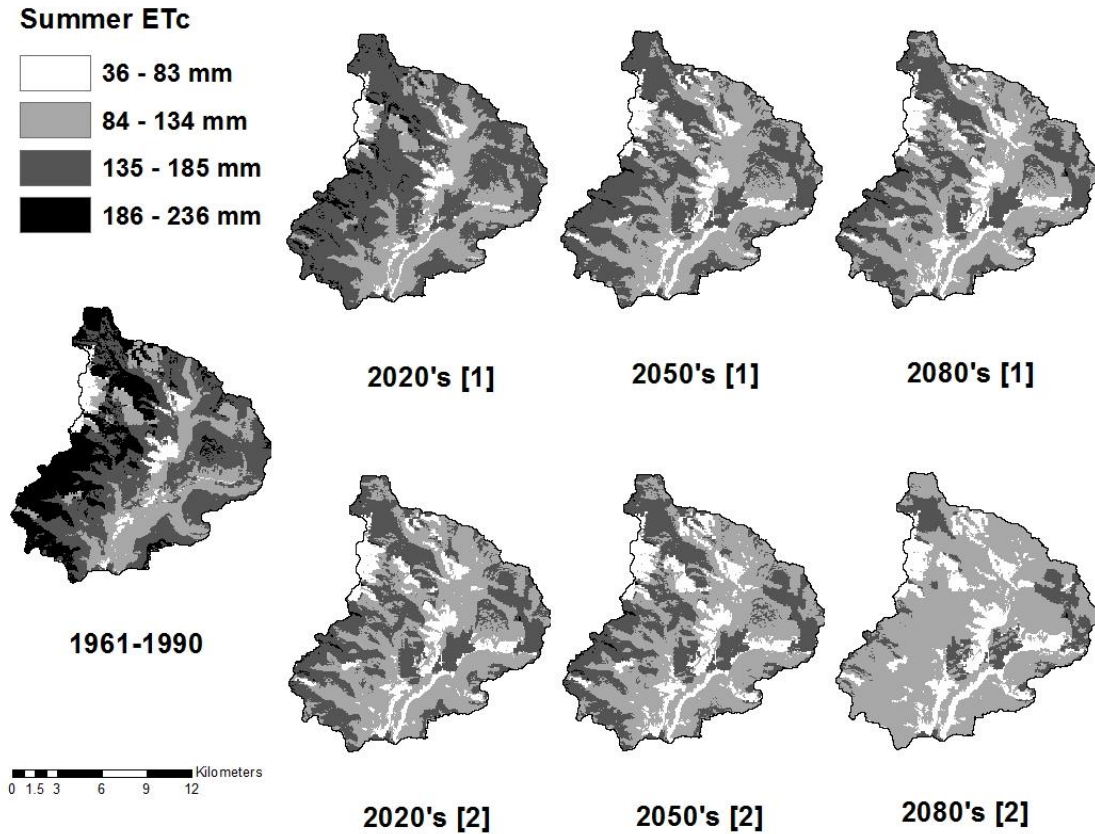 Summer ETc
36 - 83 mm
84 - 134 mm
135 - 185 mm
186 - 236 mm
2020's [1]
2050's [1]
2080's [1]
1961-1990
2020's [2]
2050's [2]
2080's [2]
Kilometers
0 1.5 3 6 9 12